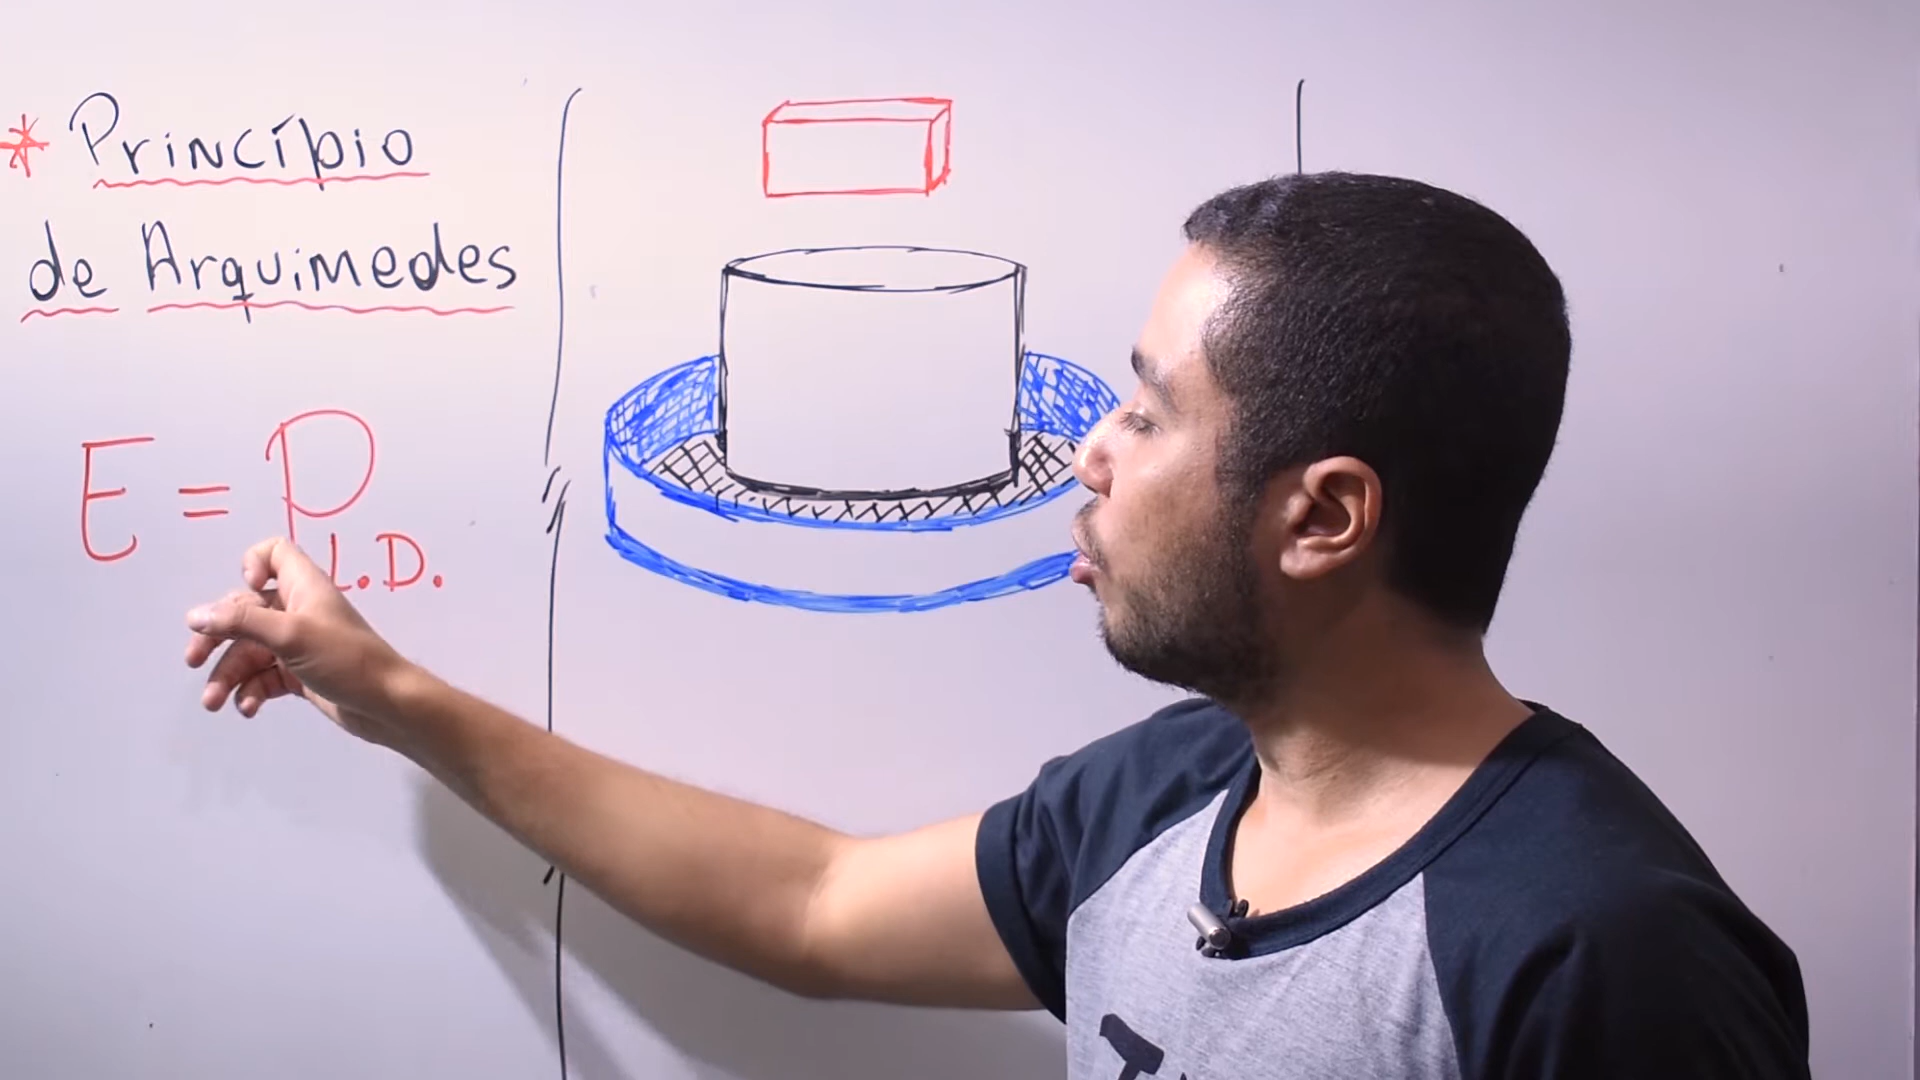 * Princípio
de Arquimedes
E = P L.D.